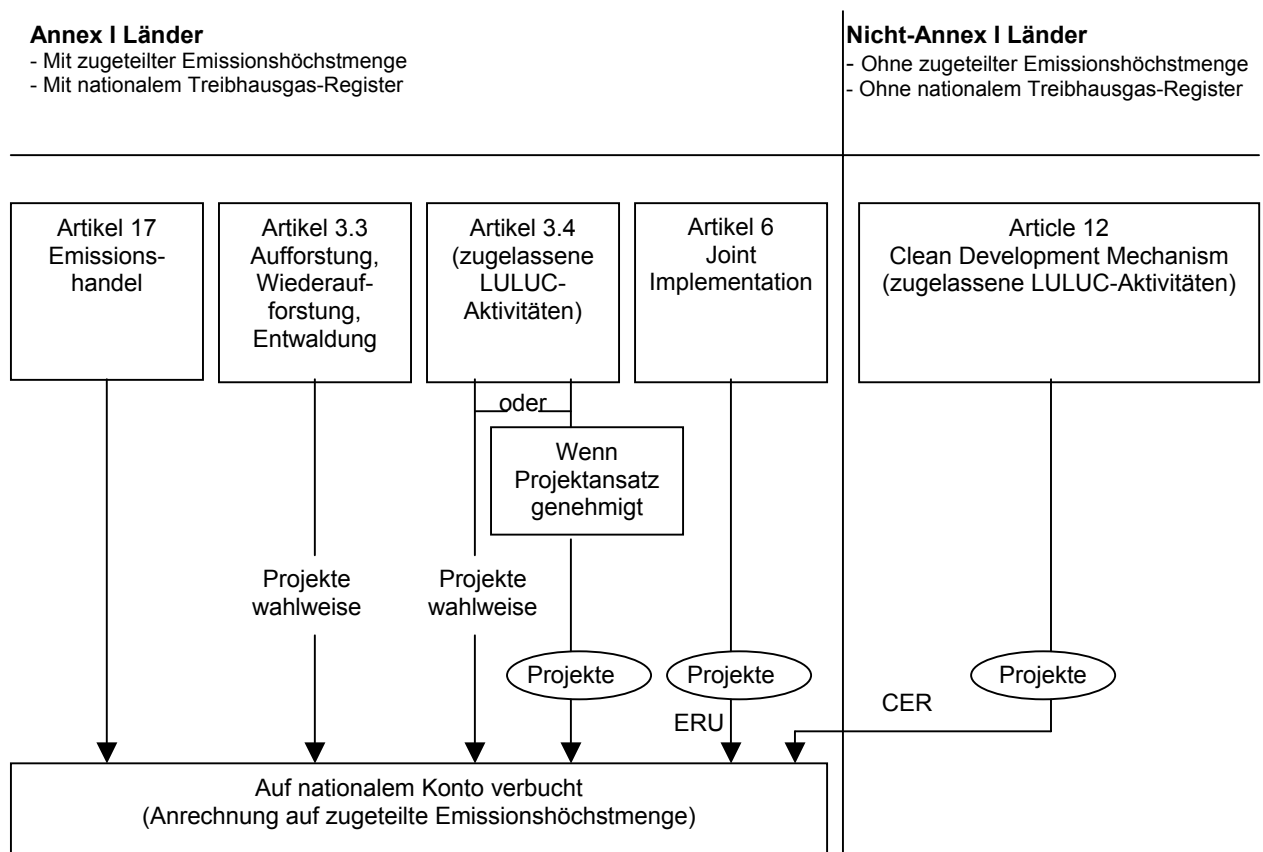 Annex I Länder
- Mit zugeteilter Emissionshöchstmenge
- Mit nationalem Treibhausgas-Register
Nicht-Annex I Länder
- Ohne zugeteilter Emissionshöchstmenge
- Ohne nationalem Treibhausgas-Register
Artikel 17
Emissions-
handel
Artikel 3.3
Aufforstung,
Wiederauf-
forstung,
Entwaldung
Artikel 3.4
(zugelassene
LULUC-
Aktivitäten)
Artikel 6
Joint
Implementation
Article 12
Clean Development Mechanism
(zugelassene LULUC-Aktivitäten)
oder
Wenn
Projektansatz
genehmigt
Projekte
wahlweise
Projekte
wahlweise
Projekte
Projekte
Projekte
ERU
CER
Auf nationalem Konto verbucht
(Anrechnung auf zugeteilte Emissionshöchstmenge)